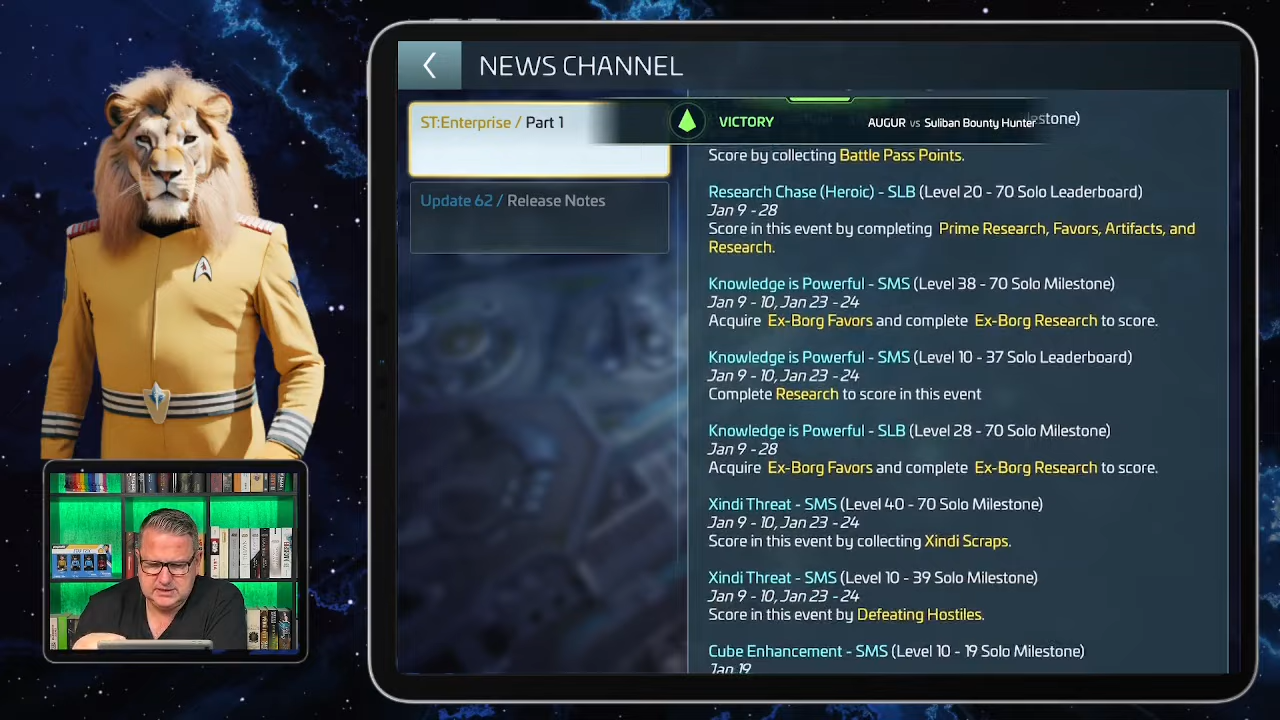 NEWS CHANNEL
ST:Enterprise / Part 1
Update 62 / Release Notes
VICTORY
AUGUR vs Suliban Bounty Hunter
stone)
Score by collecting Battle Pass Points.
Research Chase (Heroic) - SLB (Level 20 - 70 Solo Leaderboard)
Jan 9 - 28
Score in this event by completing Prime Research, Favors, Artifacts, and
Research.
Knowledge is Powerful - SMS (Level 38 - 70 Solo Milestone)
Jan 9 - 10, Jan 23 - 24
Acquire Ex-Borg Favors and complete Ex-Borg Research to score.
Knowledge is Powerful - SMS (Level 10 - 37 Solo Leaderboard)
Jan 9 - 10, Jan 23 - 24
Complete Research to score in this event
Knowledge is Powerful - SLB (Level 28 - 70 Solo Milestone)
Jan 9 - 28
Acquire Ex-Borg Favors and complete Ex-Borg Research to score.
Xindi Threat - SMS (Level 40 - 70 Solo Milestone)
Jan 9 - 10, Jan 23 - 24
Score in this event by collecting Xindi Scraps.
Xindi Threat - SMS (Level 10 - 39 Solo Milestone)
Jan 9 - 10, Jan 23 - 24
Score in this event by Defeating Hostiles.
Cube Enhancement - SMS (Level 10 - 19 Solo Milestone)
Jan 19